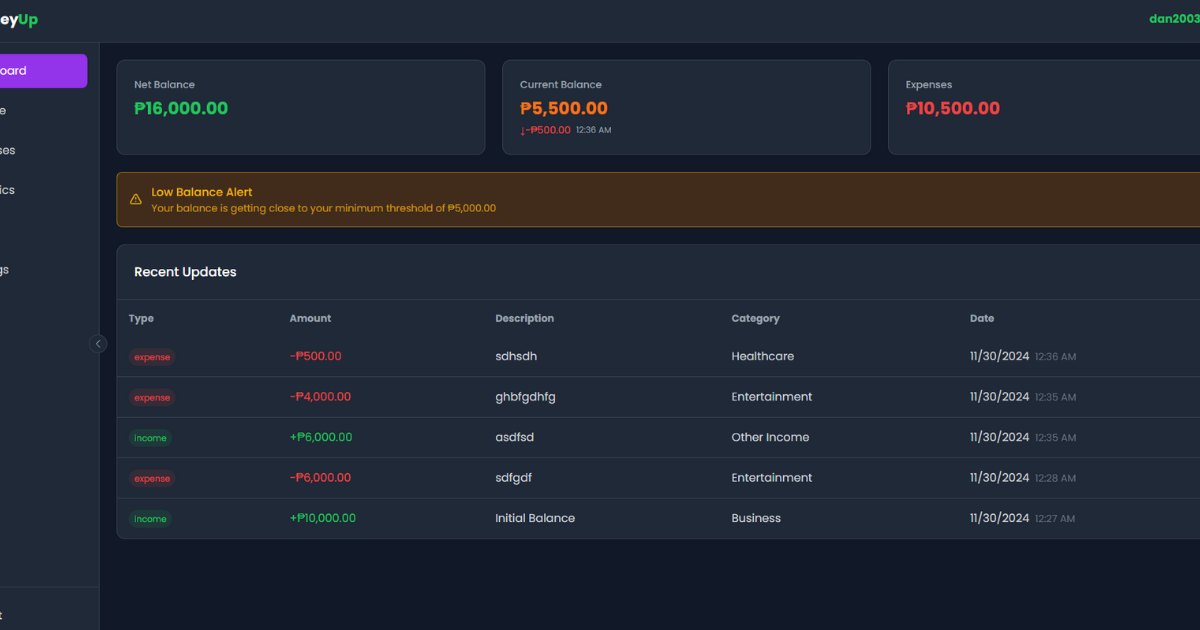 eyUp
dan2003
oard
e
ses
ics
gs
t
Net Balance
₱16,000.00
Current Balance
₱5,500.00
↓-₱500.00 12:36 AM
Expenses
₱10,500.00
Low Balance Alert
Your balance is getting close to your minimum threshold of ₱5,000.00
Recent Updates
Type Amount Description Category Date
expense -₱500.00 sdhsdh Healthcare 11/30/2024 12:36 AM
expense -₱4,000.00 ghbfgdhfg Entertainment 11/30/2024 12:35 AM
income +₱6,000.00 asdfsd Other Income 11/30/2024 12:35 AM
expense -₱6,000.00 sdfgdf Entertainment 11/30/2024 12:28 AM
income +₱10,000.00 Initial Balance Business 11/30/2024 12:27 AM